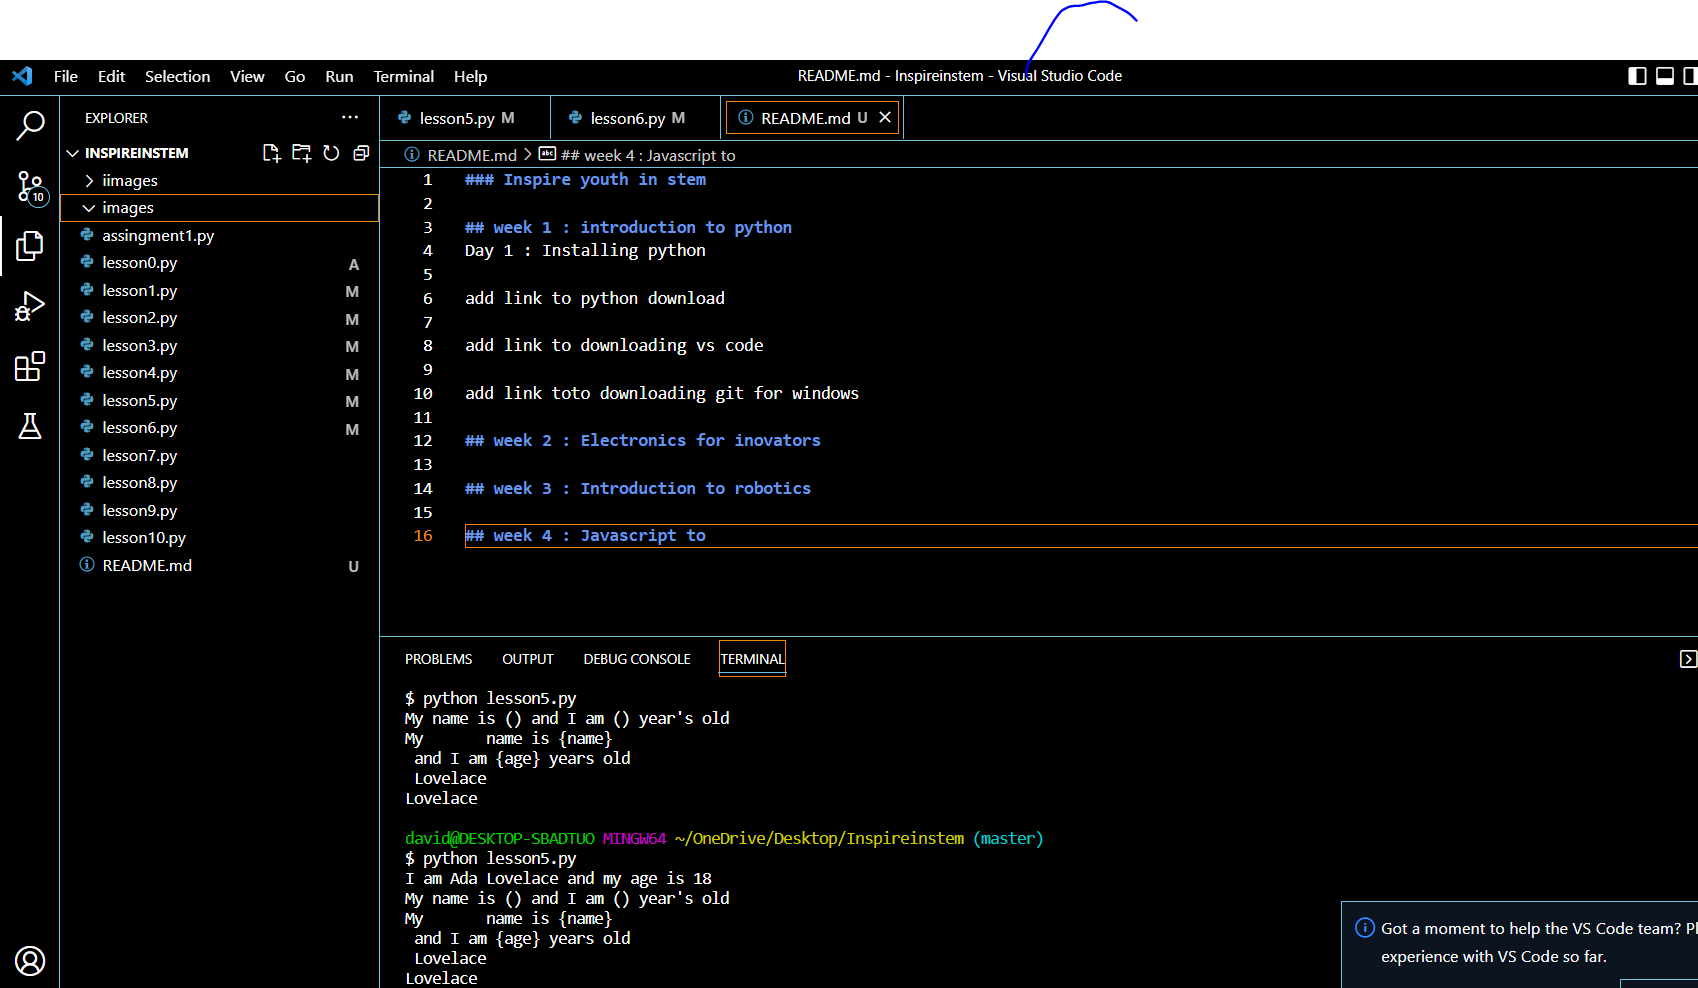 File Edit Selection View Go Run Terminal Help
README.md - Inspireinstem - Visual Studio Code
EXPLORER
INSPIREINSTEM
iimages
images
assingment1.py
lesson0.py A
lesson1.py M
lesson2.py M
lesson3.py M
lesson4.py M
lesson5.py M
lesson6.py M
lesson7.py
lesson8.py
lesson9.py
lesson10.py
README.md U
10
lesson5.py M
lesson6.py M
README.md U
README.md > abc ## week 4 : Javascript to
1 ### Inspire youth in stem
2
3 ## week 1 : introduction to python
4 Day 1 : Installing python
5
6 add link to python download
7
8 add link to downloading vs code
9
10 add link toto downloading git for windows
11
12 ## week 2 : Electronics for inovators
13
14 ## week 3 : Introduction to robotics
15
16 ## week 4 : Javascript to
PROBLEMS OUTPUT DEBUG CONSOLE TERMINAL
$ python lesson5.py
My name is () and I am () year's old
My       name is {name}
 and I am {age} years old
 Lovelace
Lovelace
david@DESKTOP-SBADTUO MINGW64 ~/OneDrive/Desktop/Inspireinstem (master)
$ python lesson5.py
I am Ada Lovelace and my age is 18
My name is () and I am () year's old
My       name is {name}
 and I am {age} years old
 Lovelace
Lovelace
Got a moment to help the VS Code team?
experience with VS Code so far.